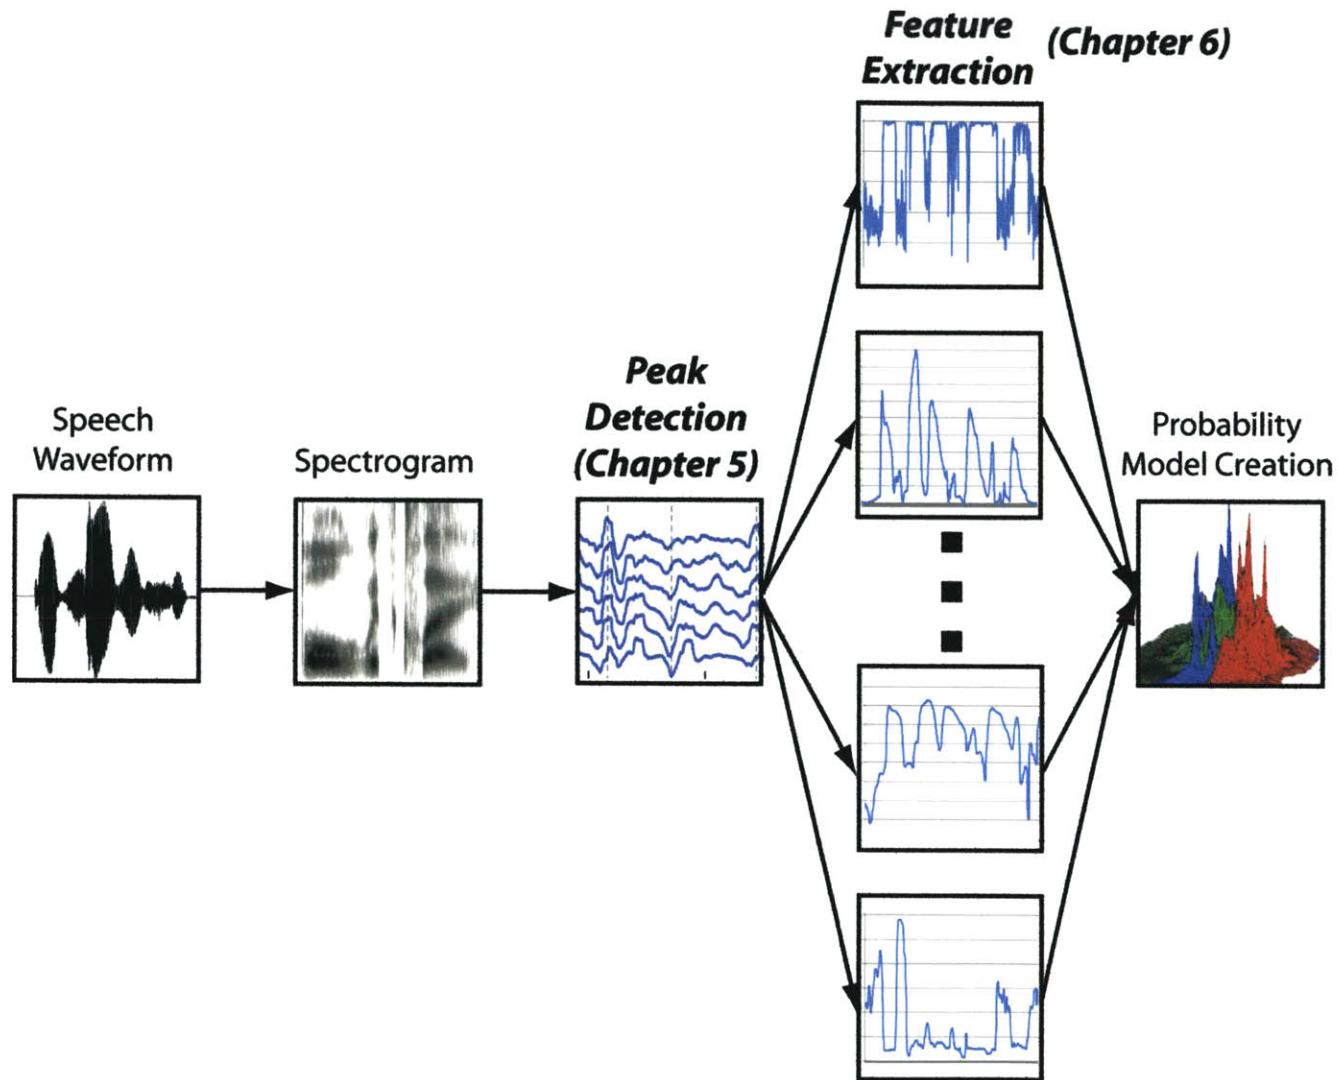 Speech
Waveform
Spectrogram
Peak
Detection
(Chapter 5)
Feature
Extraction
(Chapter 6)
Probability
Model Creation